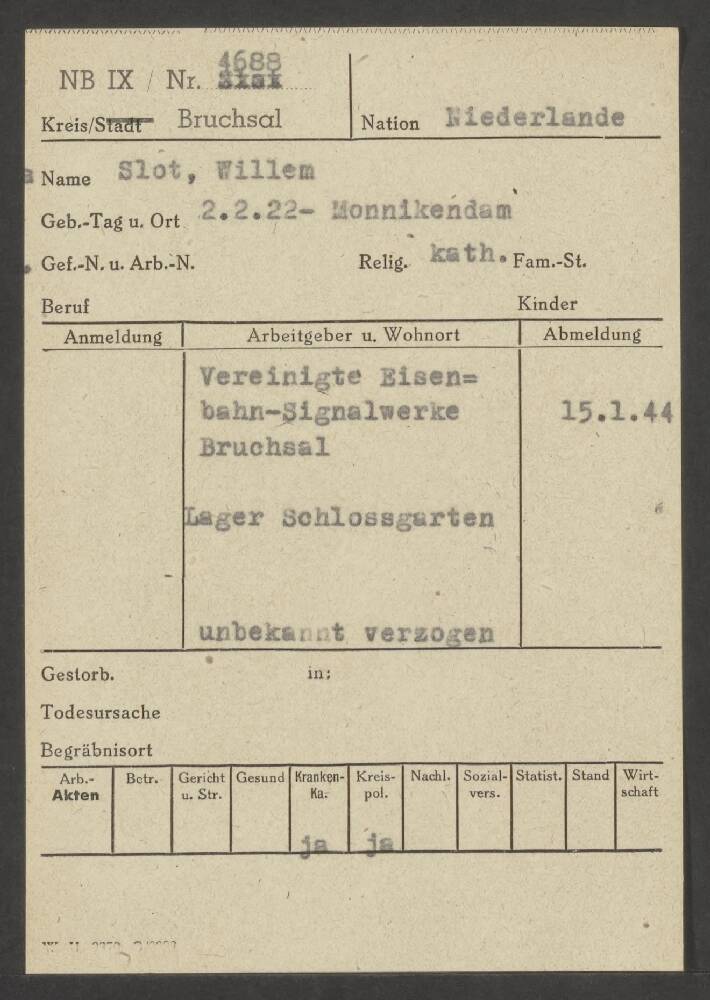 4688
NB IX / Nr.
Kreis/Stadt Bruchsal
Nation Niederlande
Name Slot, Willem
Geb.-Tag u. Ort 2.2.22- Monnikendam
Gef.-N. u. Arb.-N. Relig. kath. Fam.-St.
Beruf Kinder
Anmeldung Arbeitgeber u. Wohnort Abmeldung
Vereinigte Eisen=
bahn-Signalwerke 15.1.44
Bruchsal
Lager Schlossgarten
unbekannt verzogen
Gestorb. in:
Todesursache
Begräbnisort
Arb.- Betr. Gericht Gesund Kranken- Kreis- Nachl. Sozial- Statist. Stand Wirt-
Akten u. Str. Ka. pol. vers. schaft
ja ja